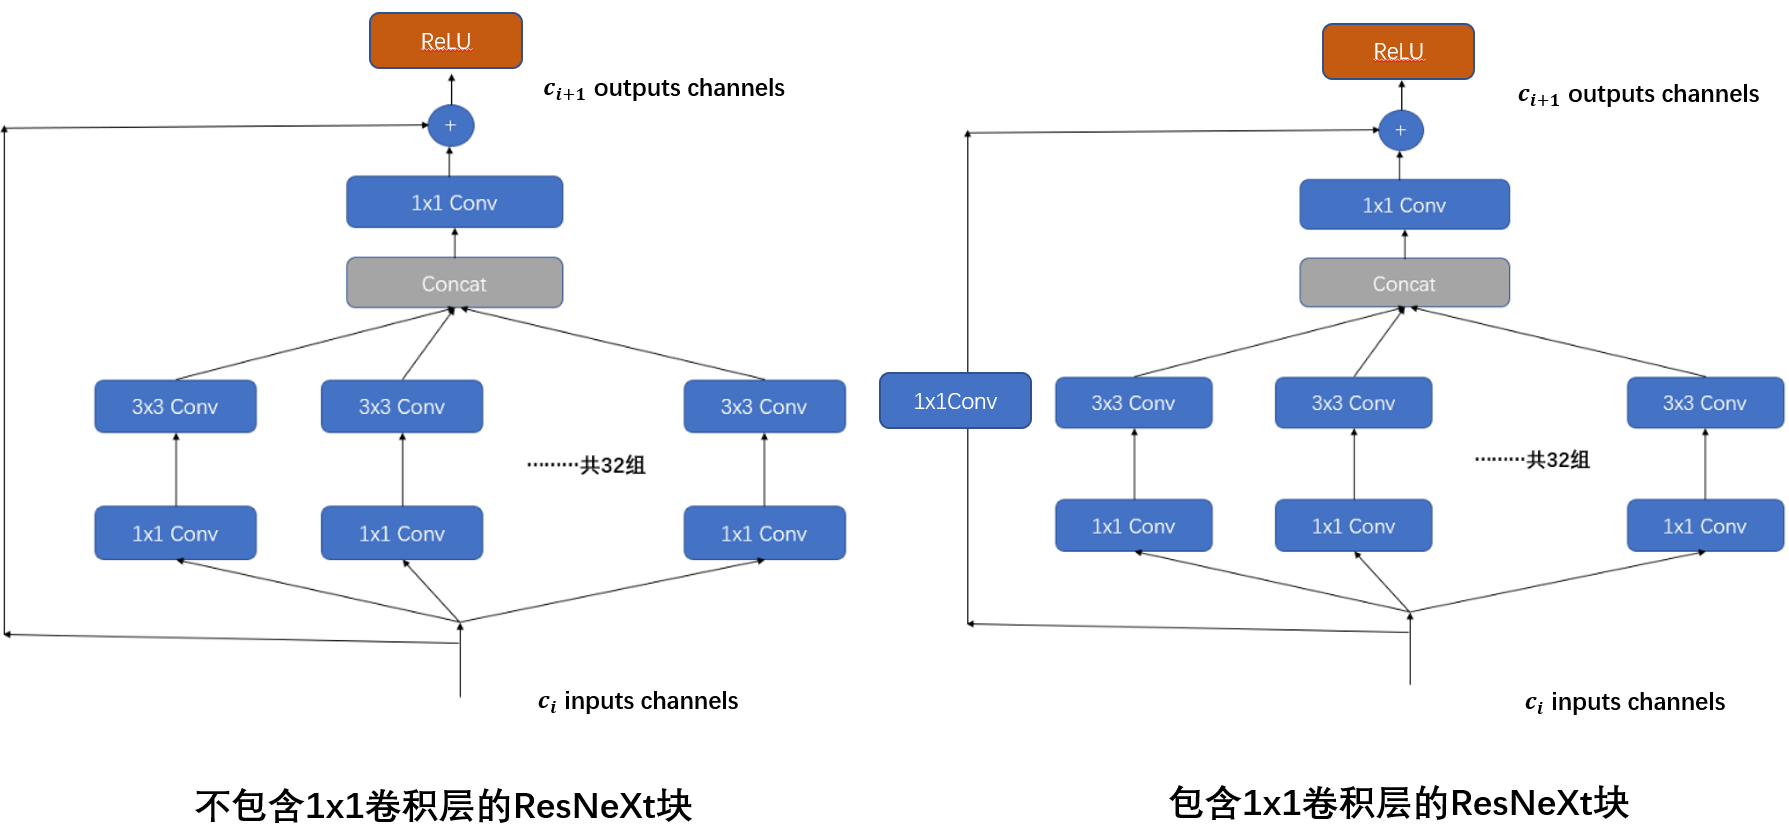 ReLU
c_{i+1} outputs channels
+
1x1 Conv
Concat
3x3 Conv
3x3 Conv
3x3 Conv
………共32组
1x1 Conv
1x1 Conv
1x1 Conv
c_i inputs channels
不包含1x1卷积层的ResNeXt块
ReLU
c_{i+1} outputs channels
+
1x1 Conv
Concat
1x1Conv
3x3 Conv
3x3 Conv
3x3 Conv
………共32组
1x1 Conv
1x1 Conv
1x1 Conv
c_i inputs channels
包含1x1卷积层的ResNeXt块